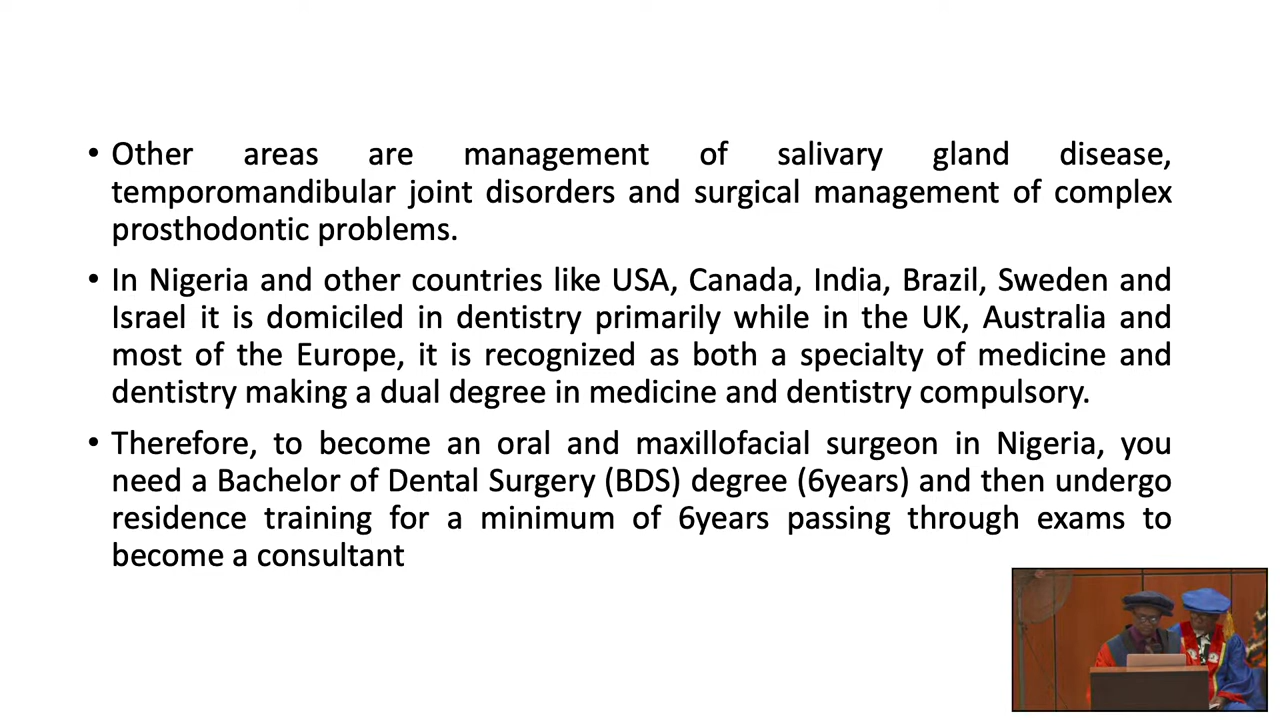 • Other areas are management of salivary gland disease,
temporomandibular joint disorders and surgical management of complex
prosthodontic problems.
• In Nigeria and other countries like USA, Canada, India, Brazil, Sweden and
Israel it is domiciled in dentistry primarily while in the UK, Australia and
most of the Europe, it is recognized as both a specialty of medicine and
dentistry making a dual degree in medicine and dentistry compulsory.
• Therefore, to become an oral and maxillofacial surgeon in Nigeria, you
need a Bachelor of Dental Surgery (BDS) degree (6years) and then undergo
residence training for a minimum of 6years passing through exams to
become a consultant